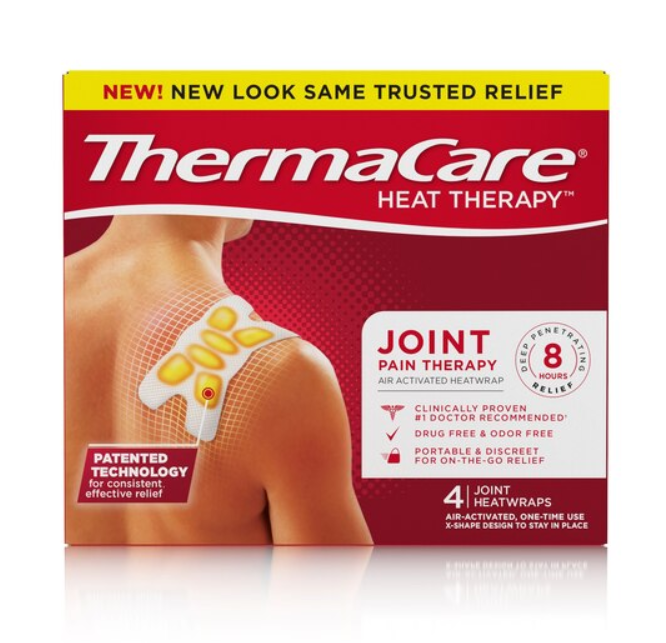 NEW! NEW LOOK SAME TRUSTED RELIEF
ThermaCare®
HEAT THERAPY™
JOINT
PAIN THERAPY
AIR ACTIVATED HEATWRAP
DEEP PENETRATING
8
HOURS
RELIEF
CLINICALLY PROVEN
#1 DOCTOR RECOMMENDED†
DRUG FREE & ODOR FREE
PORTABLE & DISCREET
FOR ON-THE-GO RELIEF
PATENTED
TECHNOLOGY
for consistent,
effective relief
4 JOINT
HEATWRAPS
AIR-ACTIVATED, ONE-TIME USE
X-SHAPE DESIGN TO STAY IN PLACE